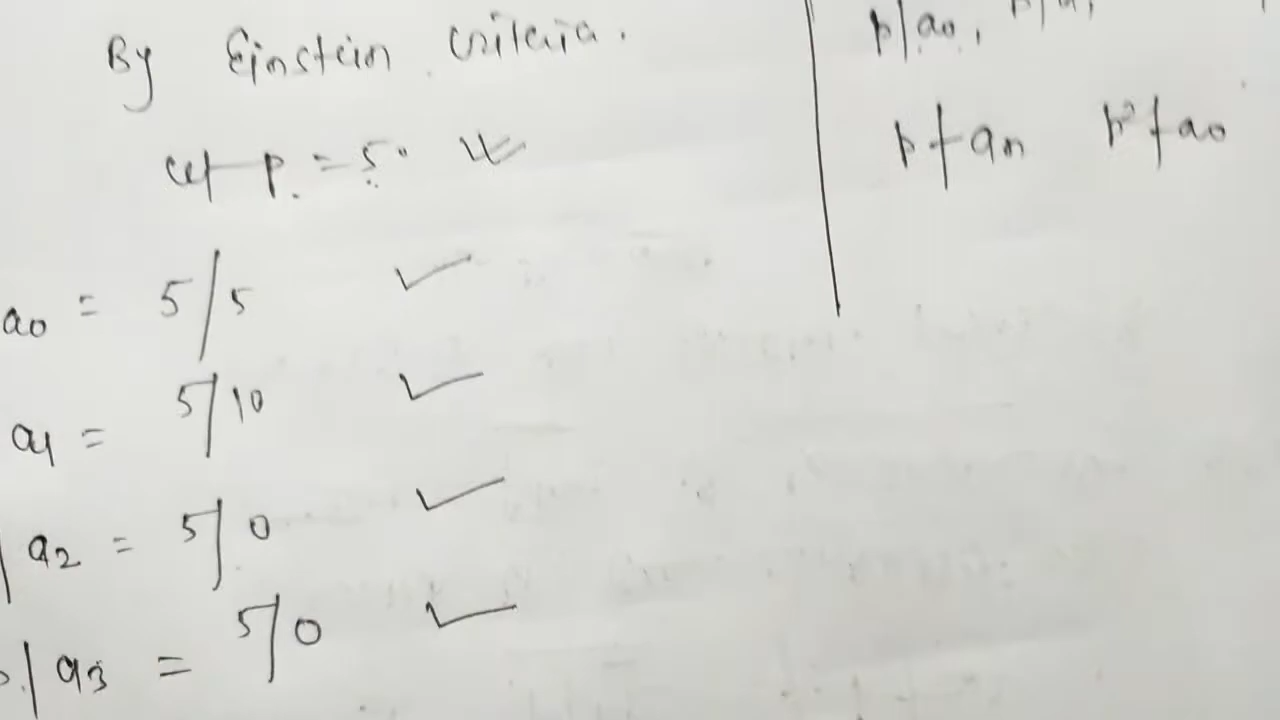 By Einstein criteria.
let p = 5.
a0 = 5/5 ✓
a1 = 5/10 ✓
a2 = 5/0 ✓
p/a3 = 5/0 ✓
p/a0, p/a1
p∤an p²∤a0